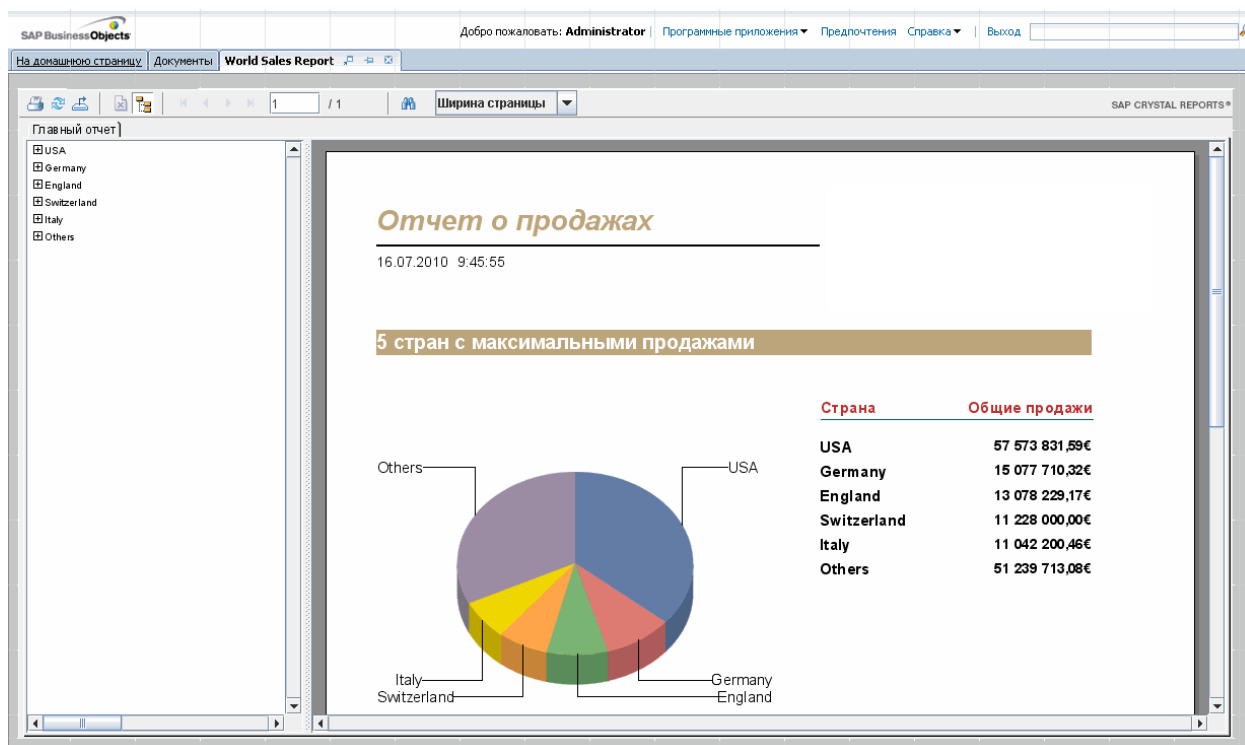 SAP BusinessObjects
Добро пожаловать: Administrator | Программные приложения Предпочтения Справка | Выход
На домашнюю страницу Документы World Sales Report
1 / 1 Ширина страницы SAP CRYSTAL REPORTS®
Главный отчет
USA
Germany
England
Switzerland
Italy
Others
Отчет о продажах
16.07.2010 9:45:55
5 стран с максимальными продажами
Страна Общие продажи
USA 57 573 831,59€
Germany 15 077 710,32€
England 13 078 229,17€
Switzerland 11 228 000,00€
Italy 11 042 200,46€
Others 51 239 713,08€
Others USA
Italy Germany
Switzerland England